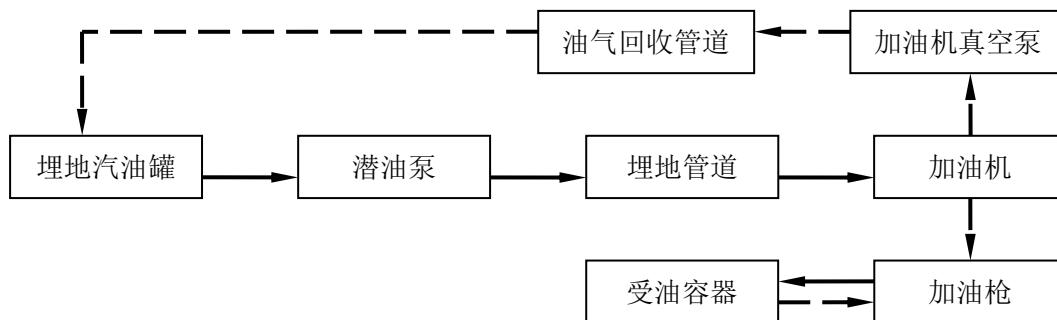 油气回收管道
加油机真空泵
埋地汽油罐
潜油泵
埋地管道
加油机
受油容器
加油枪